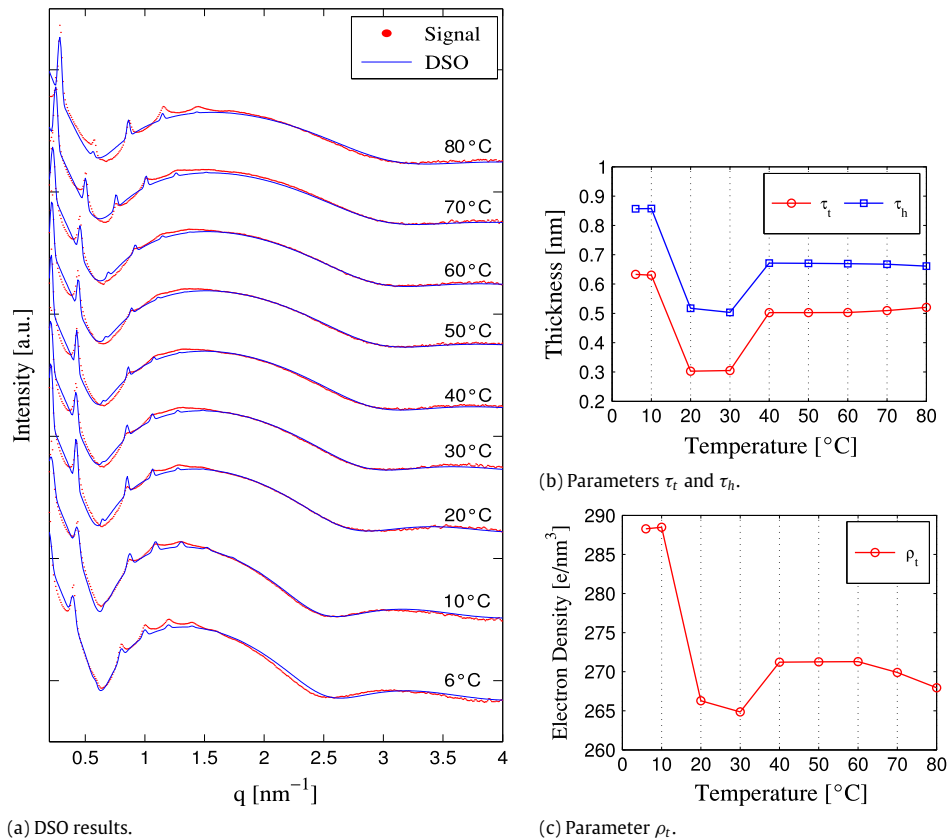 Signal
DSO
80°C
70°C
60°C
50°C
40°C
30°C
20°C
10°C
6°C
Intensity [a.u.]
0.5 1 1.5 2 2.5 3 3.5 4
q [nm⁻¹]
(a) DSO results.
1
0.9
0.8
0.7
0.6
0.5
0.4
0.3
0.2
Thickness [nm]
τₜ τₕ
0 10 20 30 40 50 60 70 80
Temperature [°C]
(b) Parameters τₜ and τₕ.
290
285
280
275
270
265
260
Electron Density [e/nm³]
ρₜ
0 10 20 30 40 50 60 70 80
Temperature [°C]
(c) Parameter ρₜ.